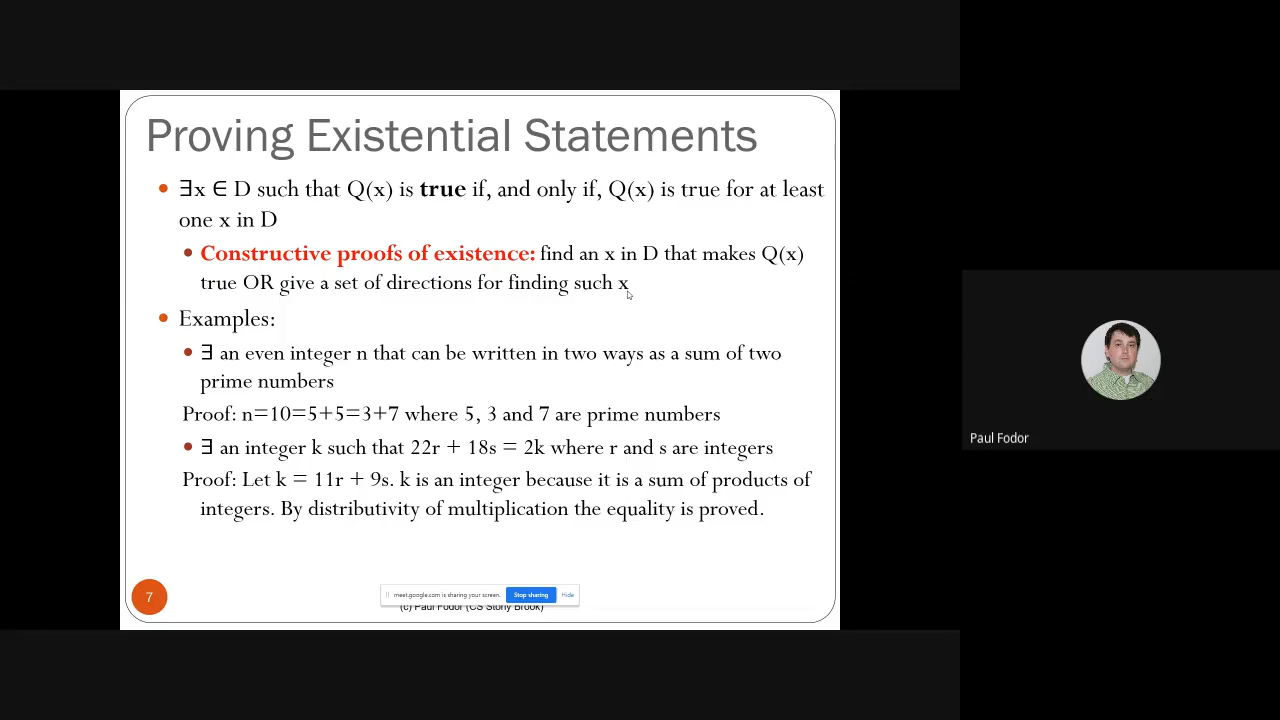 Proving Existential Statements
• ∃x ∈ D such that Q(x) is true if, and only if, Q(x) is true for at least
one x in D
• Constructive proofs of existence: find an x in D that makes Q(x)
true OR give a set of directions for finding such x
• Examples:
• ∃ an even integer n that can be written in two ways as a sum of two
prime numbers
Proof: n=10=5+5=3+7 where 5, 3 and 7 are prime numbers
• ∃ an integer k such that 22r + 18s = 2k where r and s are integers
Proof: Let k = 11r + 9s. k is an integer because it is a sum of products of
integers. By distributivity of multiplication the equality is proved.
7
meet.google.com is sharing your screen. Stop sharing Hide
(c) Paul Fodor (CS Stony Brook)
Paul Fodor